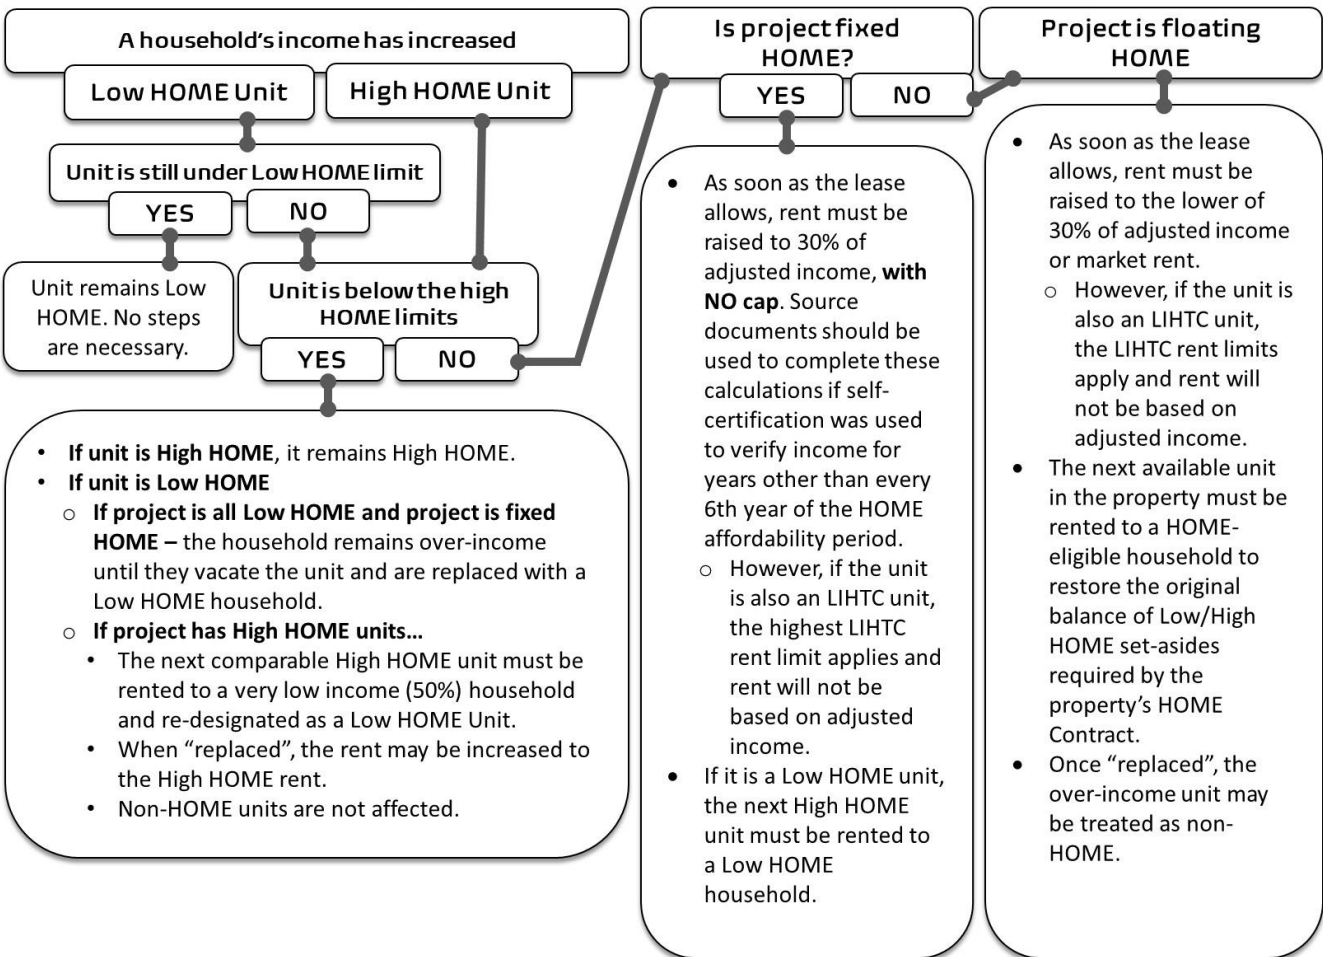 A household's income has increased
Low HOME Unit
High HOME Unit
Unit is still under Low HOME limit
YES
NO
Unit remains Low
HOME. No steps
are necessary.
Unit is below the high
HOME limits
YES
NO
• If unit is High HOME, it remains High HOME.
• If unit is Low HOME
o If project is all Low HOME and project is fixed
HOME – the household remains over-income
until they vacate the unit and are replaced with a
Low HOME household.
o If project has High HOME units…
• The next comparable High HOME unit must be
rented to a very low income (50%) household
and re-designated as a Low HOME Unit.
• When “replaced”, the rent may be increased to
the High HOME rent.
• Non-HOME units are not affected.
Is project fixed
HOME?
YES
NO
• As soon as the lease
allows, rent must be
raised to 30% of
adjusted income, with
NO cap. Source
documents should be
used to complete these
calculations if self-
certification was used
to verify income for
years other than every
6th year of the HOME
affordability period.
o However, if the unit
is also an LIHTC unit,
the highest LIHTC
rent limit applies and
rent will not be
based on adjusted
income.
• If it is a Low HOME unit,
the next High HOME
unit must be rented to
a Low HOME
household.
Project is floating
HOME
• As soon as the lease
allows, rent must be
raised to the lower of
30% of adjusted income
or market rent.
o However, if the unit is
also an LIHTC unit,
the LIHTC rent limits
apply and rent will
not be based on
adjusted income.
• The next available unit
in the property must be
rented to a HOME-
eligible household to
restore the original
balance of Low/High
HOME set-asides
required by the
property’s HOME
Contract.
• Once “replaced”, the
over-income unit may
be treated as non-
HOME.